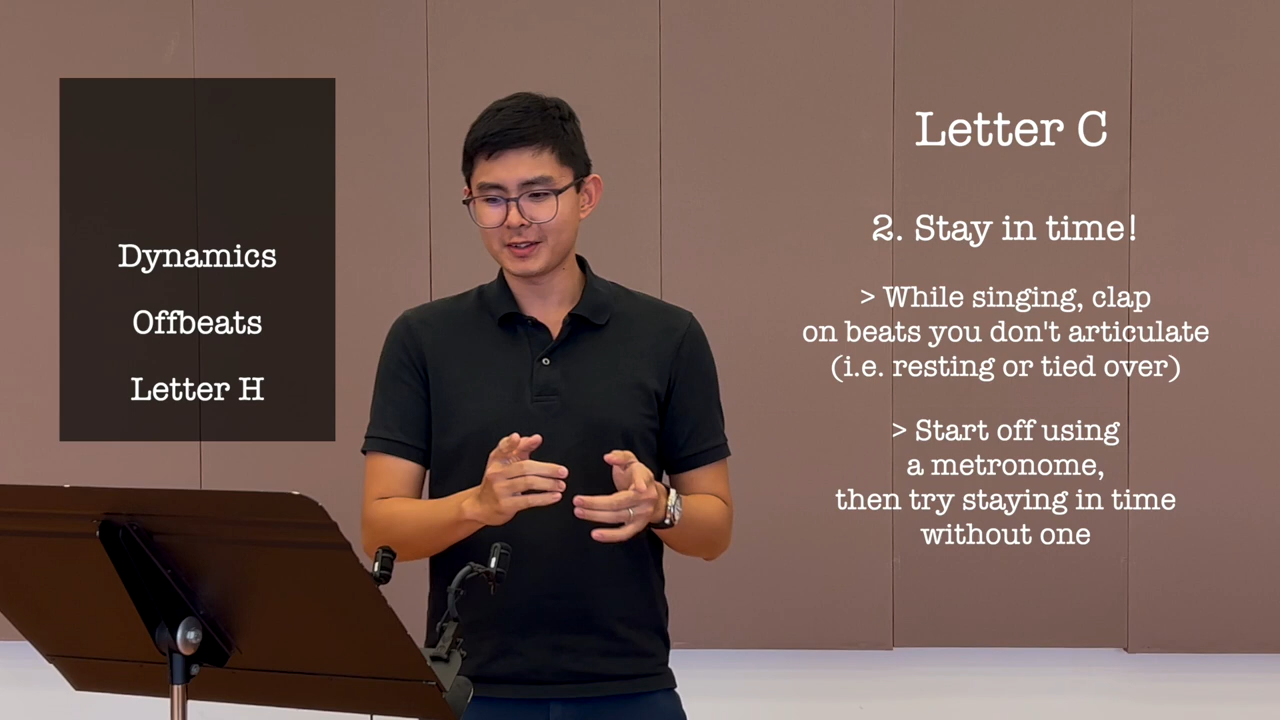 Dynamics
Offbeats
Letter H
Letter C
2. Stay in time!
> While singing, clap
on beats you don't articulate
(i.e. resting or tied over)
> Start off using
a metronome,
then try staying in time
without one